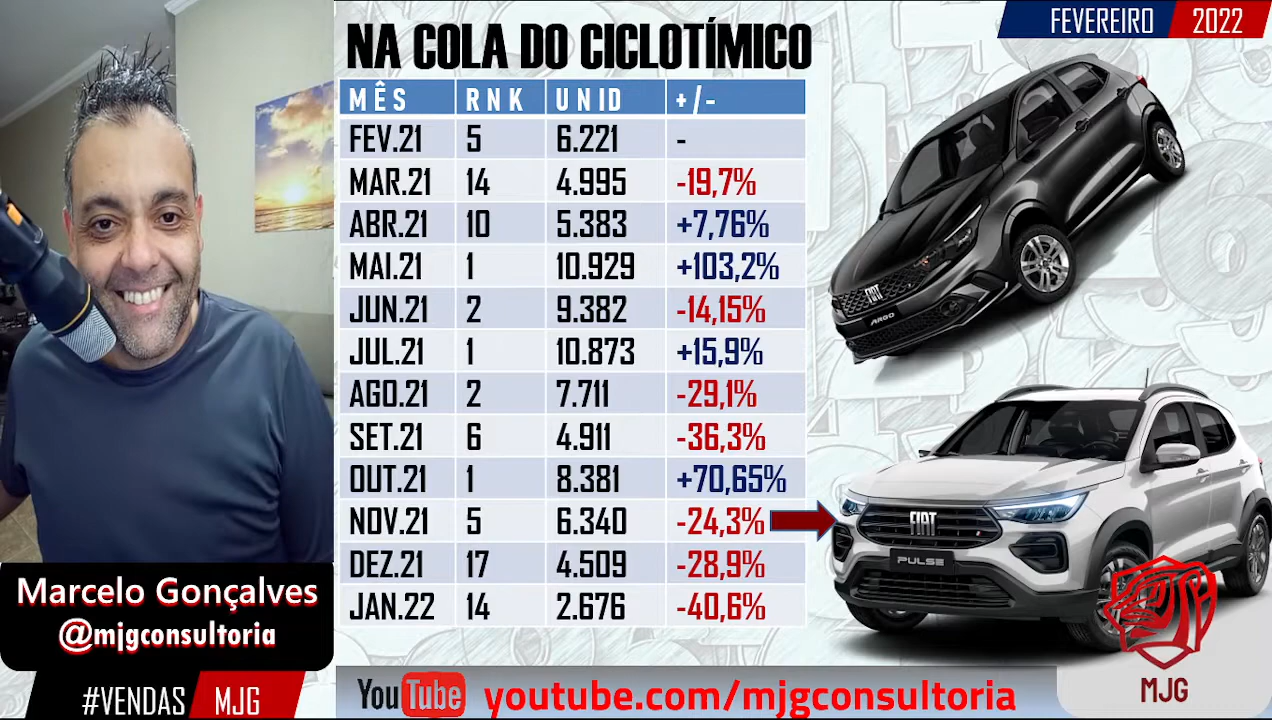 FEVEREIRO 2022
NA COLA DO CICLOTÍMICO
MÊS RNK UNID +/-
FEV.21 5 6.221 -
MAR.21 14 4.995 -19,7%
ABR.21 10 5.383 +7,76%
MAI.21 1 10.929 +103,2%
JUN.21 2 9.382 -14,15%
JUL.21 1 10.873 +15,9%
AGO.21 2 7.711 -29,1%
SET.21 6 4.911 -36,3%
OUT.21 1 8.381 +70,65%
NOV.21 5 6.340 -24,3%
DEZ.21 17 4.509 -28,9%
JAN.22 14 2.676 -40,6%
FIAT
ARGO
FIAT
PULSE
Marcelo Gonçalves
@mjgconsultoria
#VENDAS MJG
YouTube youtube.com/mjgconsultoria
MJG